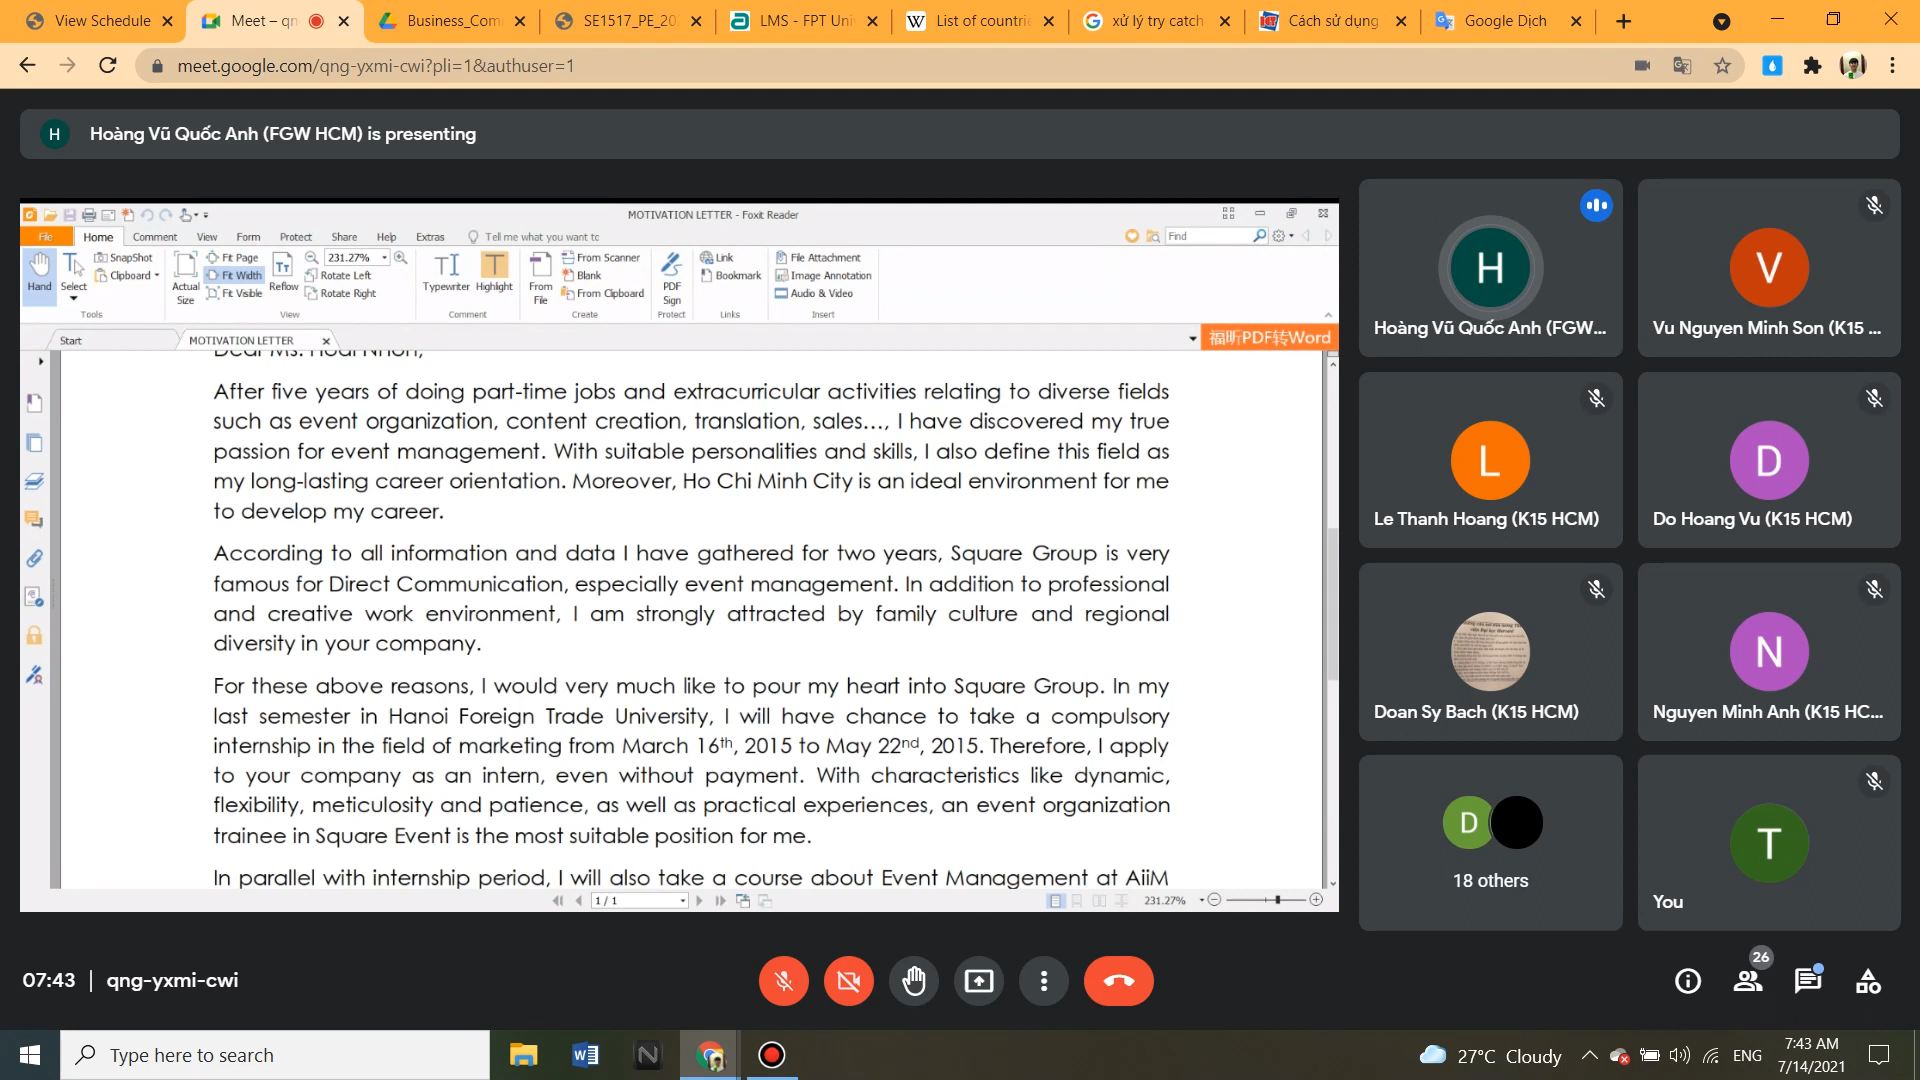 View Schedule
Meet – qn
Business_Com
SE1517_PE_20
LMS - FPT Uni
List of countri
xử lý try catch
Cách sử dụng
Google Dịch
meet.google.com/qng-yxmi-cwi?pli=1&authuser=1
H
Hoàng Vũ Quốc Anh (FGW HCM) is presenting
MOTIVATION LETTER - Foxit Reader
File Home Comment View Form Protect Share Help Extras Tell me what you want to Find
Hand
Select
SnapShot
Clipboard
Tools
Actual Size
Fit Page
Fit Width
Fit Visible
Reflow
231.27%
Rotate Left
Rotate Right
View
Typewriter
Highlight
Comment
From File
From Scanner
Blank
From Clipboard
Create
PDF Sign
Protect
Link
Bookmark
Links
File Attachment
Image Annotation
Audio & Video
Insert
Start
MOTIVATION LETTER
福昕PDF转Word
Dear Ms. Hoai Nhon,
After five years of doing part-time jobs and extracurricular activities relating to diverse fields
such as event organization, content creation, translation, sales…, I have discovered my true
passion for event management. With suitable personalities and skills, I also define this field as
my long-lasting career orientation. Moreover, Ho Chi Minh City is an ideal environment for me
to develop my career.
According to all information and data I have gathered for two years, Square Group is very
famous for Direct Communication, especially event management. In addition to professional
and creative work environment, I am strongly attracted by family culture and regional
diversity in your company.
For these above reasons, I would very much like to pour my heart into Square Group. In my
last semester in Hanoi Foreign Trade University, I will have chance to take a compulsory
internship in the field of marketing from March 16th, 2015 to May 22nd, 2015. Therefore, I apply
to your company as an intern, even without payment. With characteristics like dynamic,
flexibility, meticulosity and patience, as well as practical experiences, an event organization
trainee in Square Event is the most suitable position for me.
In parallel with internship period, I will also take a course about Event Management at AiiM
1 / 1
231.27%
H
Hoàng Vũ Quốc Anh (FGW...
V
Vu Nguyen Minh Son (K15 ...
L
Le Thanh Hoang (K15 HCM)
D
Do Hoang Vu (K15 HCM)
Doan Sy Bach (K15 HCM)
N
Nguyen Minh Anh (K15 HC...
D
18 others
T
You
07:43 | qng-yxmi-cwi
26
Type here to search
27°C Cloudy
ENG
7:43 AM
7/14/2021